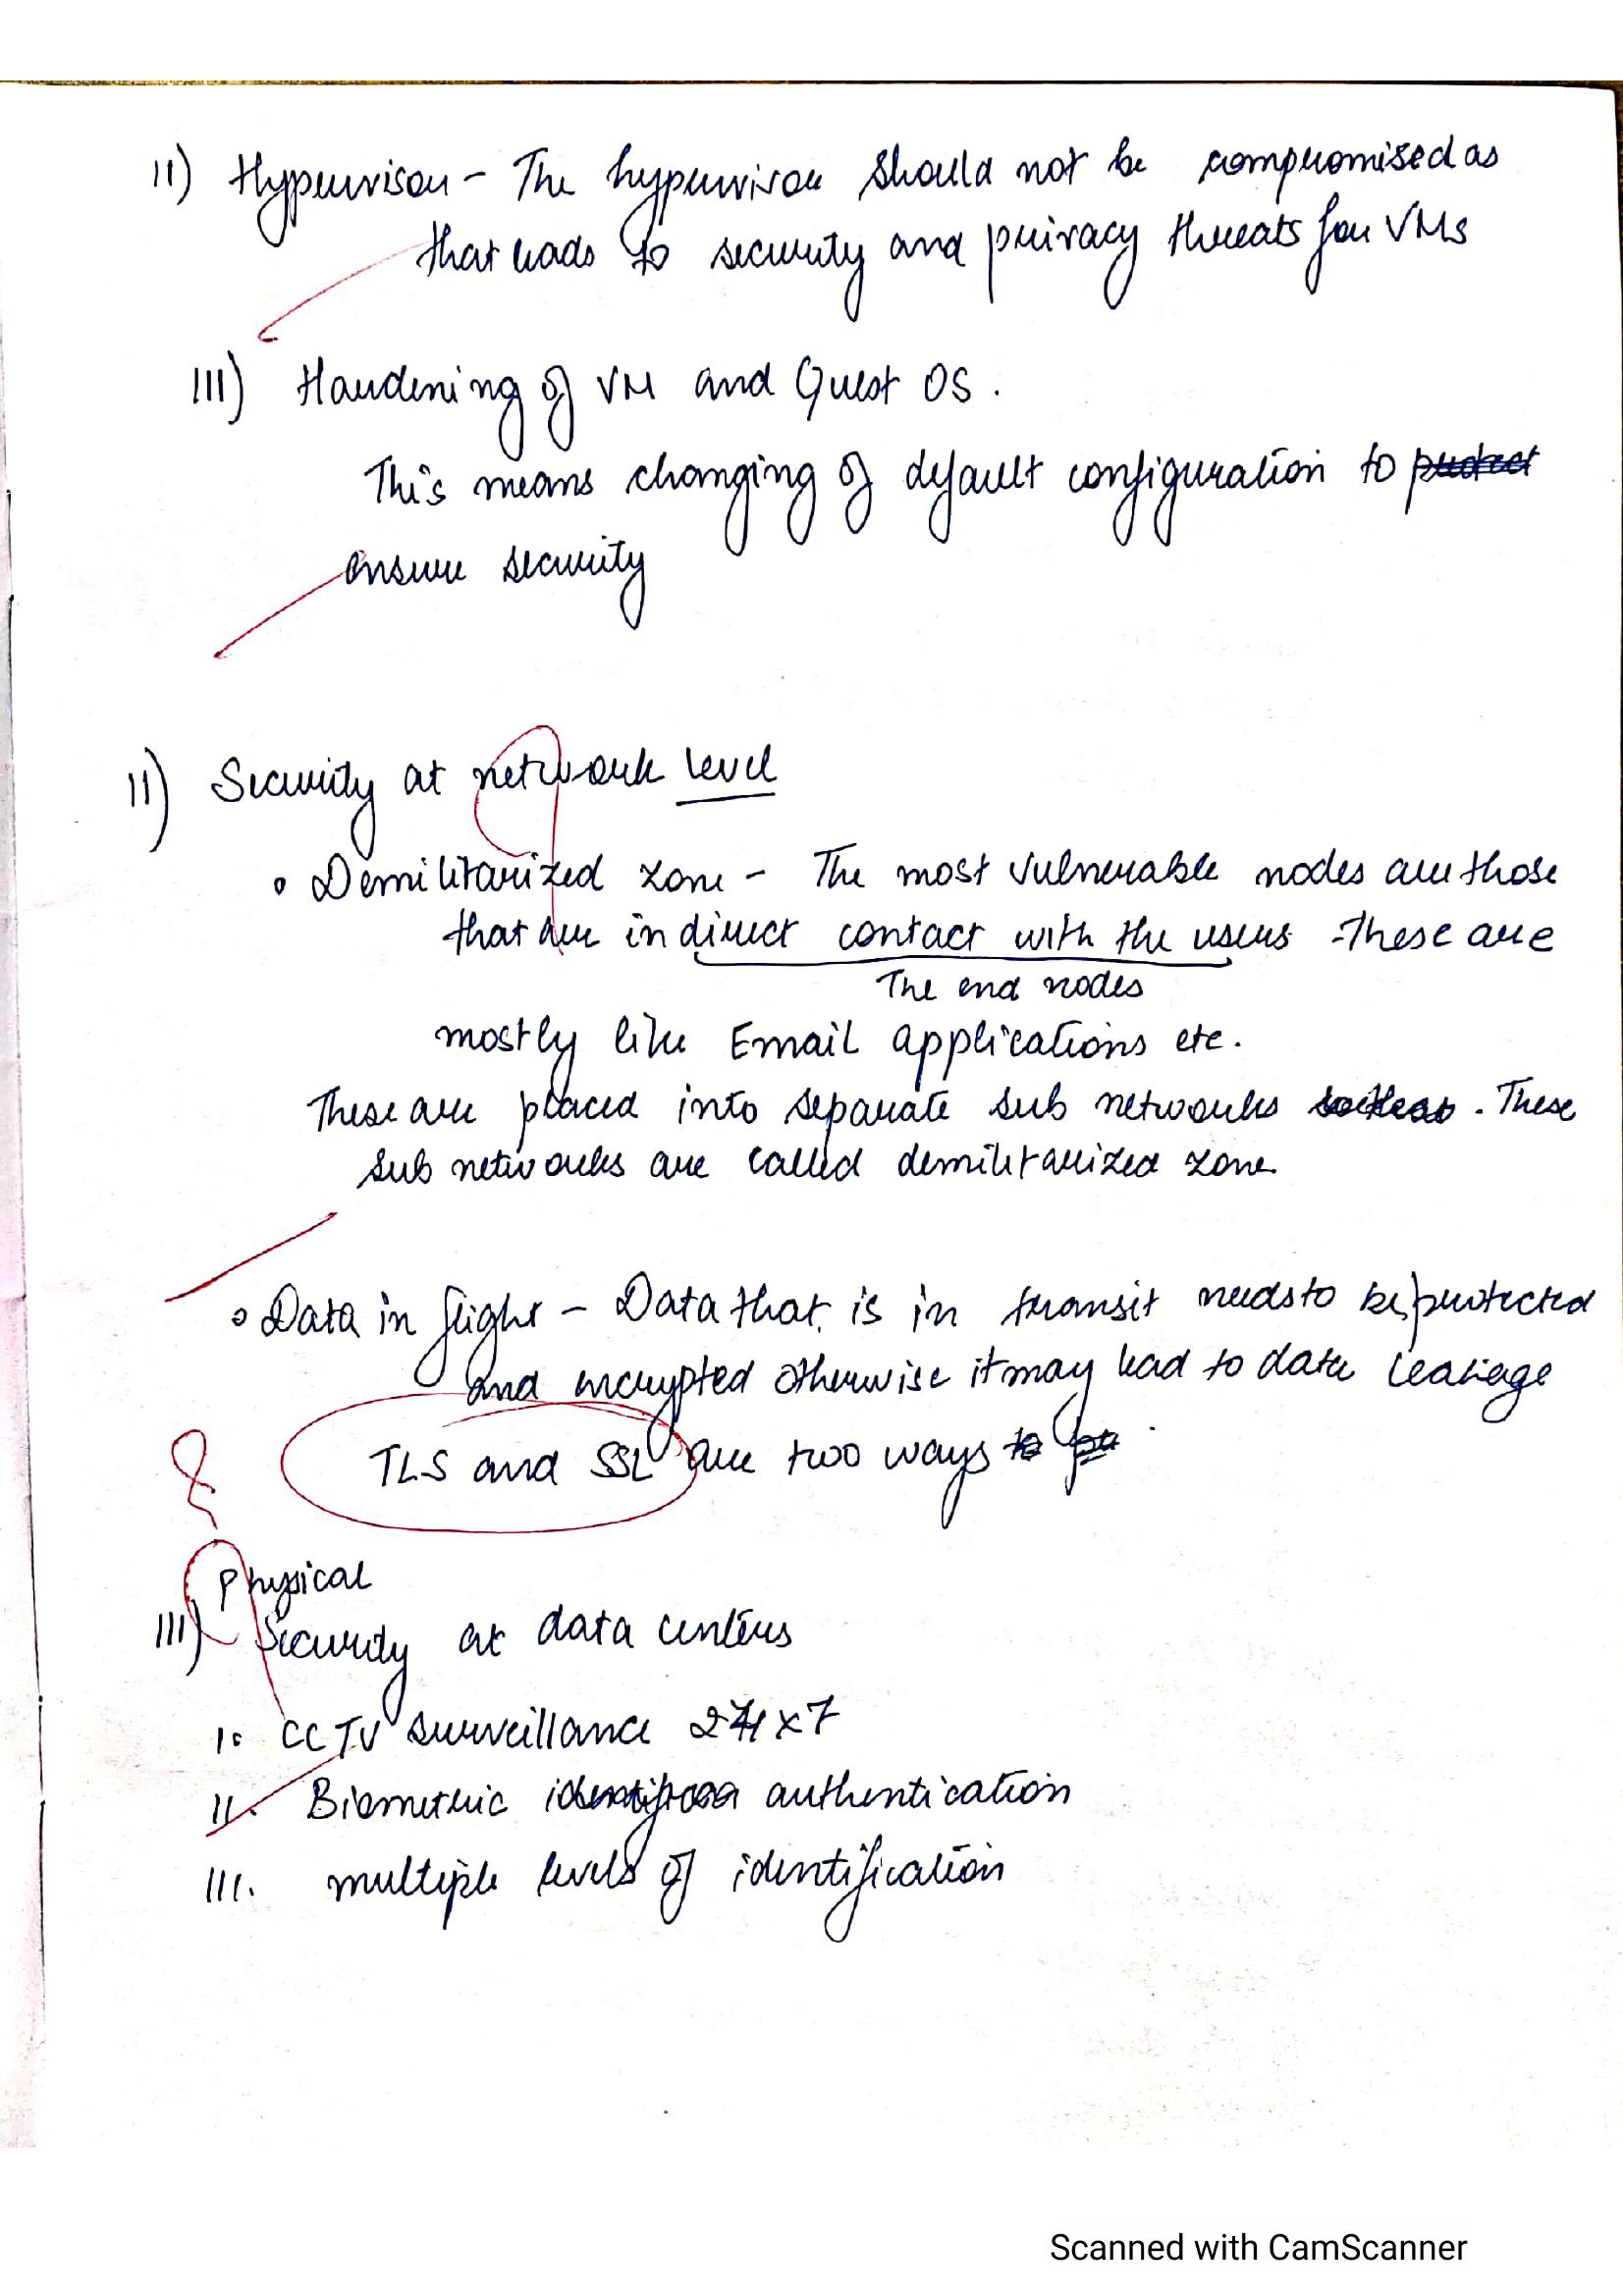 II) Hypervisor - The hypervisor should not be compromised as
that leads to security and privacy threats for VMs
III) Hardening of VM and Guest OS.
This means changing of default configuration to protect
ensure security
II) Security at network level
• Demilitarized zone - The most vulnerable nodes are those
that are in direct contact with the users. These are
The end nodes
mostly like Email applications etc.
These are placed into separate sub networks so that. These
sub networks are called demilitarized zone
• Data in flight - Data that is in transit needs to be protected
and encrypted otherwise it may lead to data leakage
TLS and SSL are two ways to
Physical
III) Security at data centers
I. CCTV surveillance 24x7
II. Biometric authentication
III. multiple levels of identification
Scanned with CamScanner